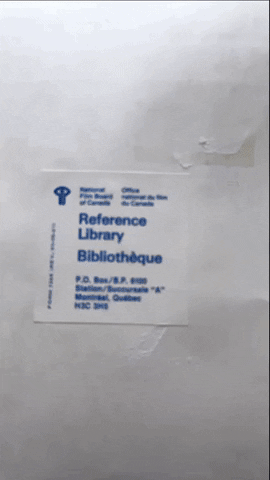 National
Film Board
of Canada
Office
national du film
du Canada
Reference
Library
Bibliothèque
P.O. Box/B.P. 6100
Station/Succursale "A"
Montréal, Québec
H3C 3H5